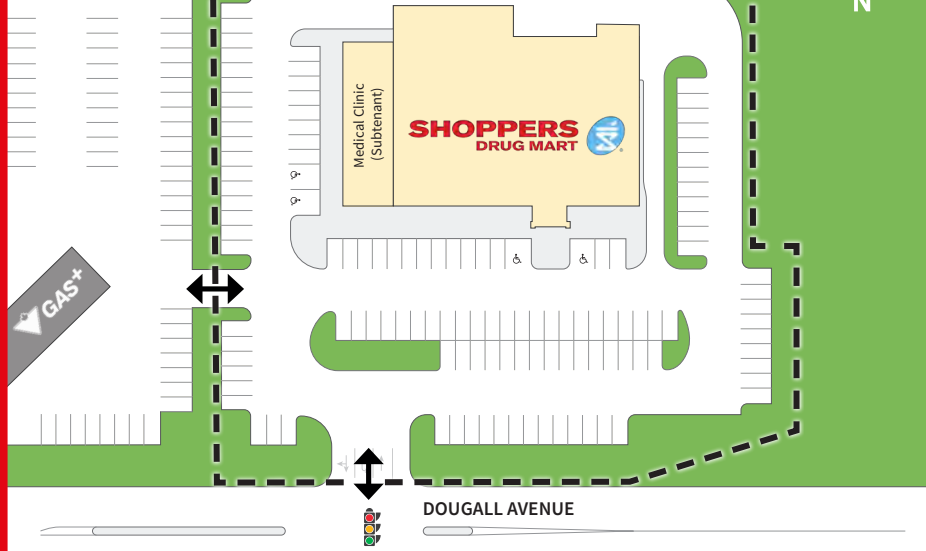 N
Medical Clinic
(Subtenant)
SHOPPERS
DRUG MART
GAS+
DOUGALL AVENUE